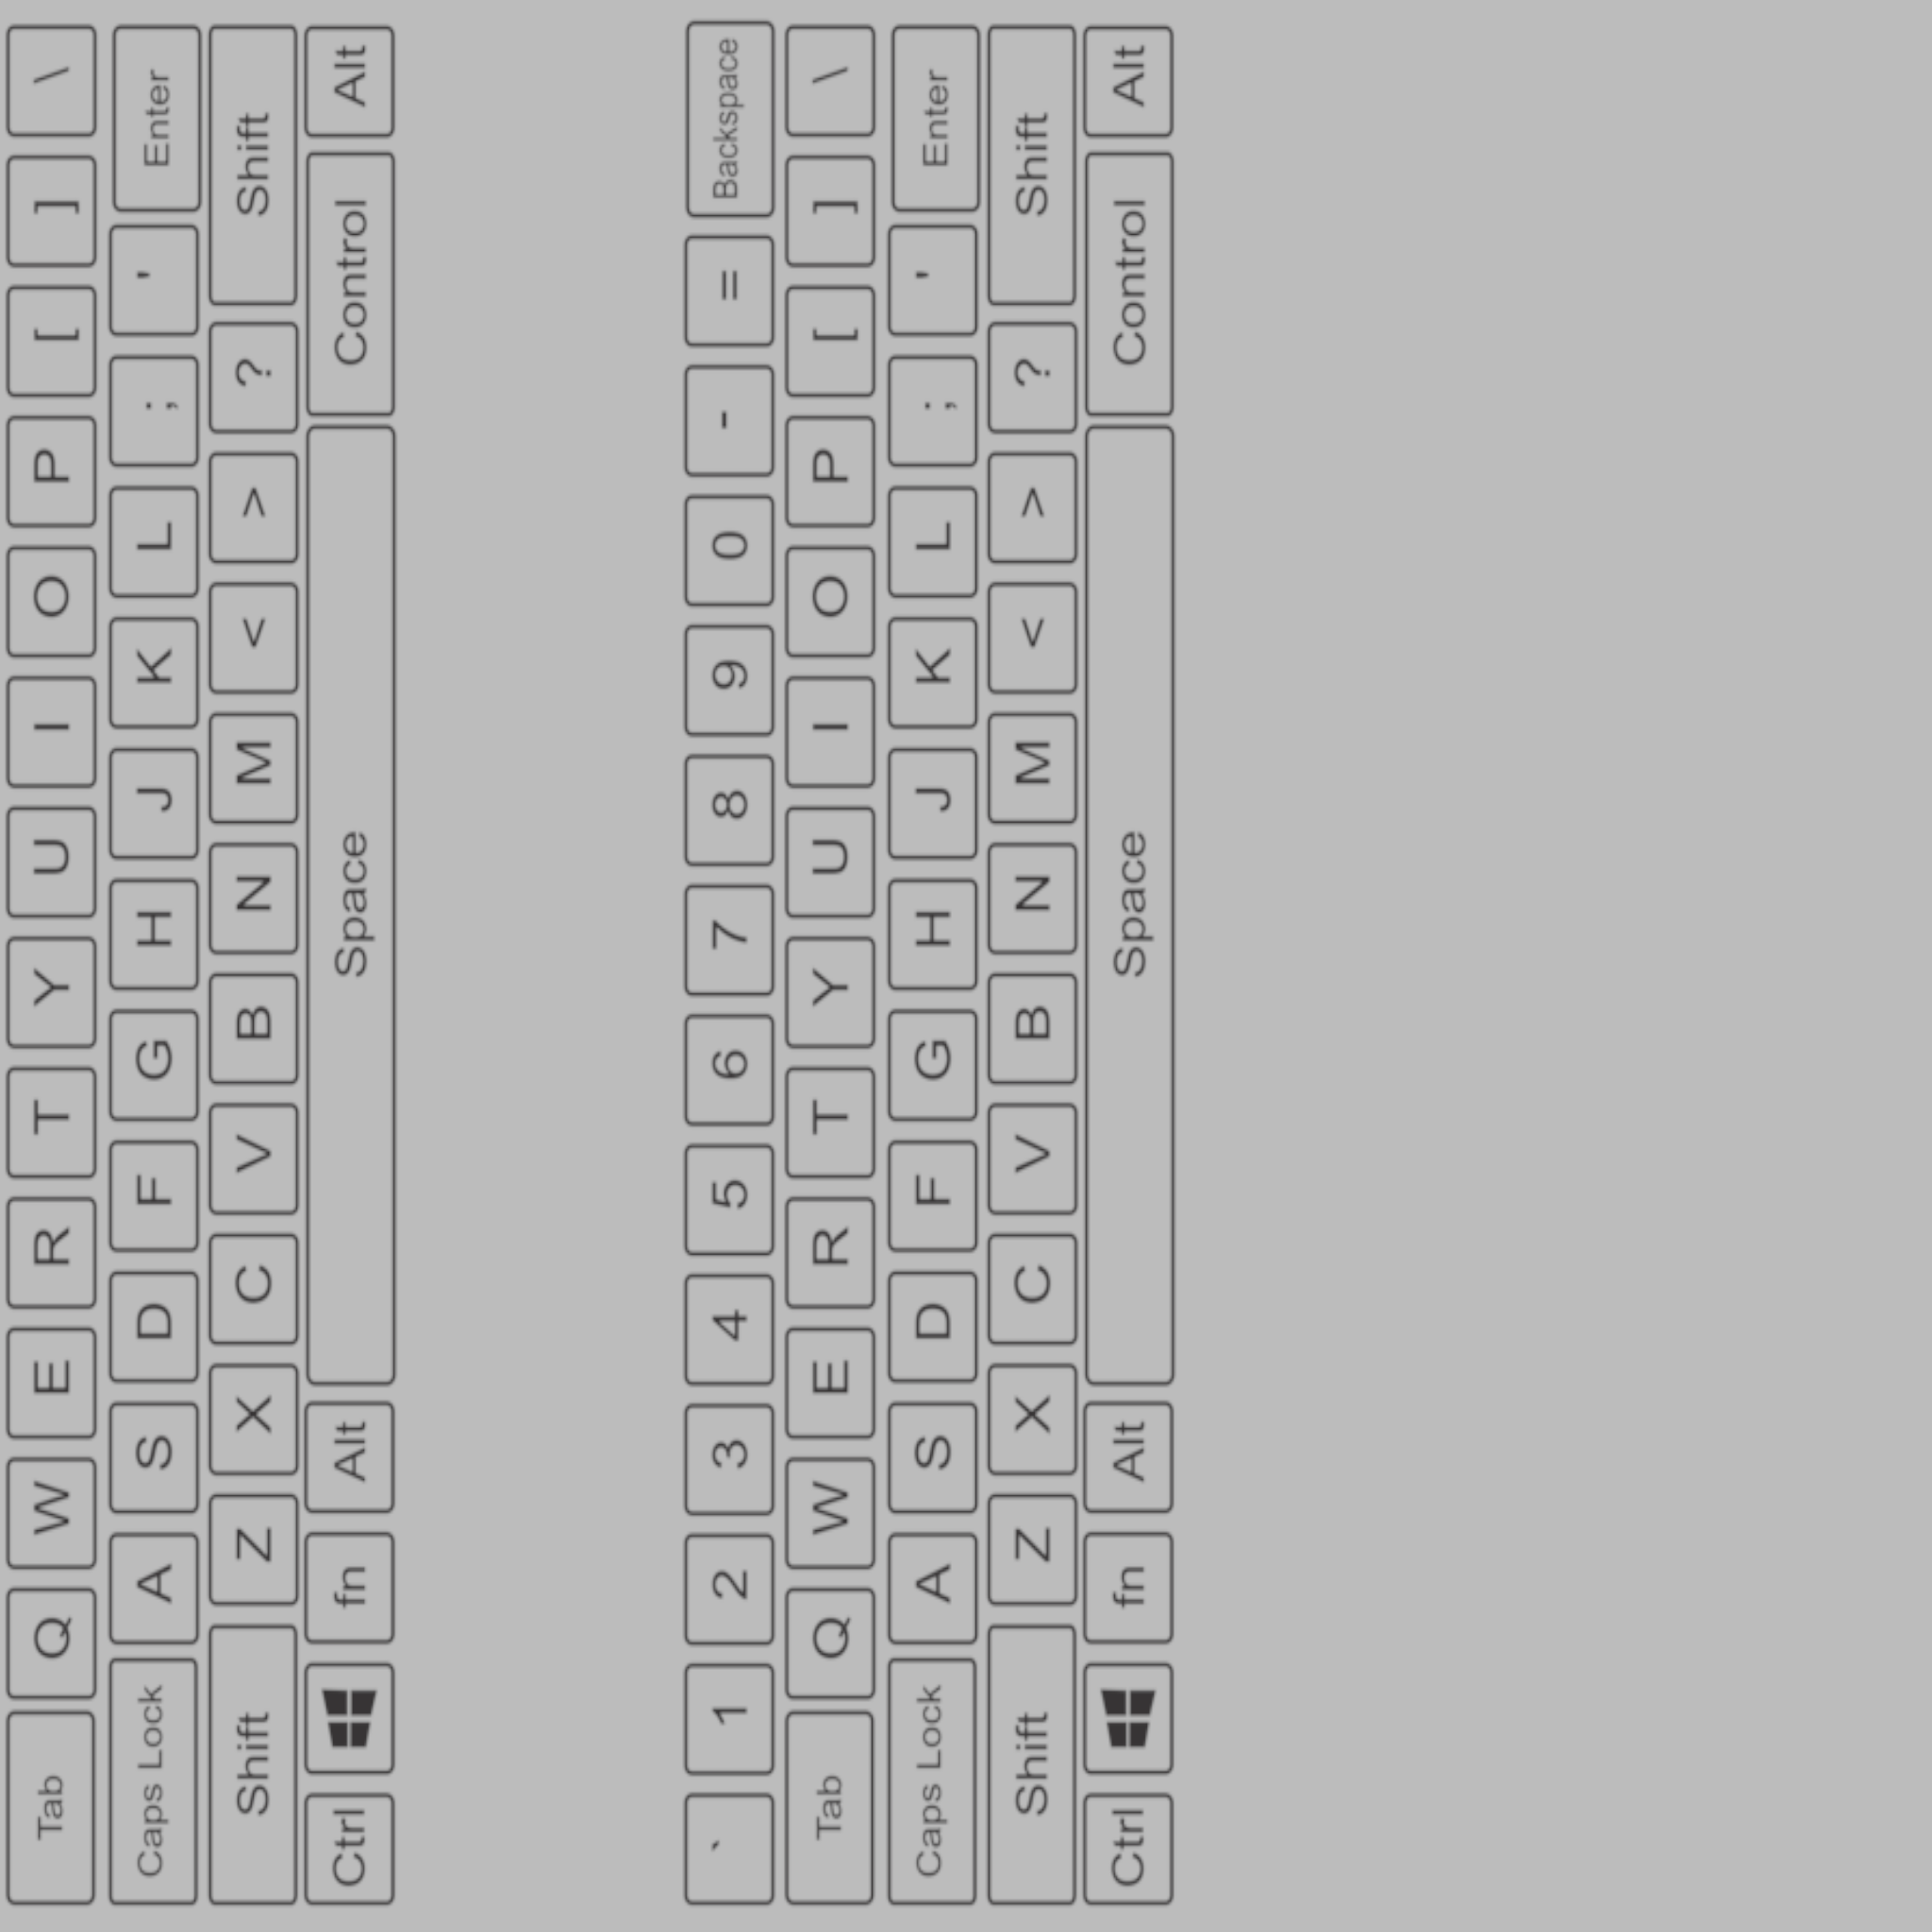 Tab Q W E R T Y U I O P [ ] \
Caps Lock A S D F G H J K L ; ' Enter
Shift Z X C V B N M < > ? Shift
Ctrl fn Alt Space Control Alt
` 1 2 3 4 5 6 7 8 9 0 - = Backspace
Tab Q W E R T Y U I O P [ ] \
Caps Lock A S D F G H J K L ; ' Enter
Shift Z X C V B N M < > ? Shift
Ctrl fn Alt Space Control Alt